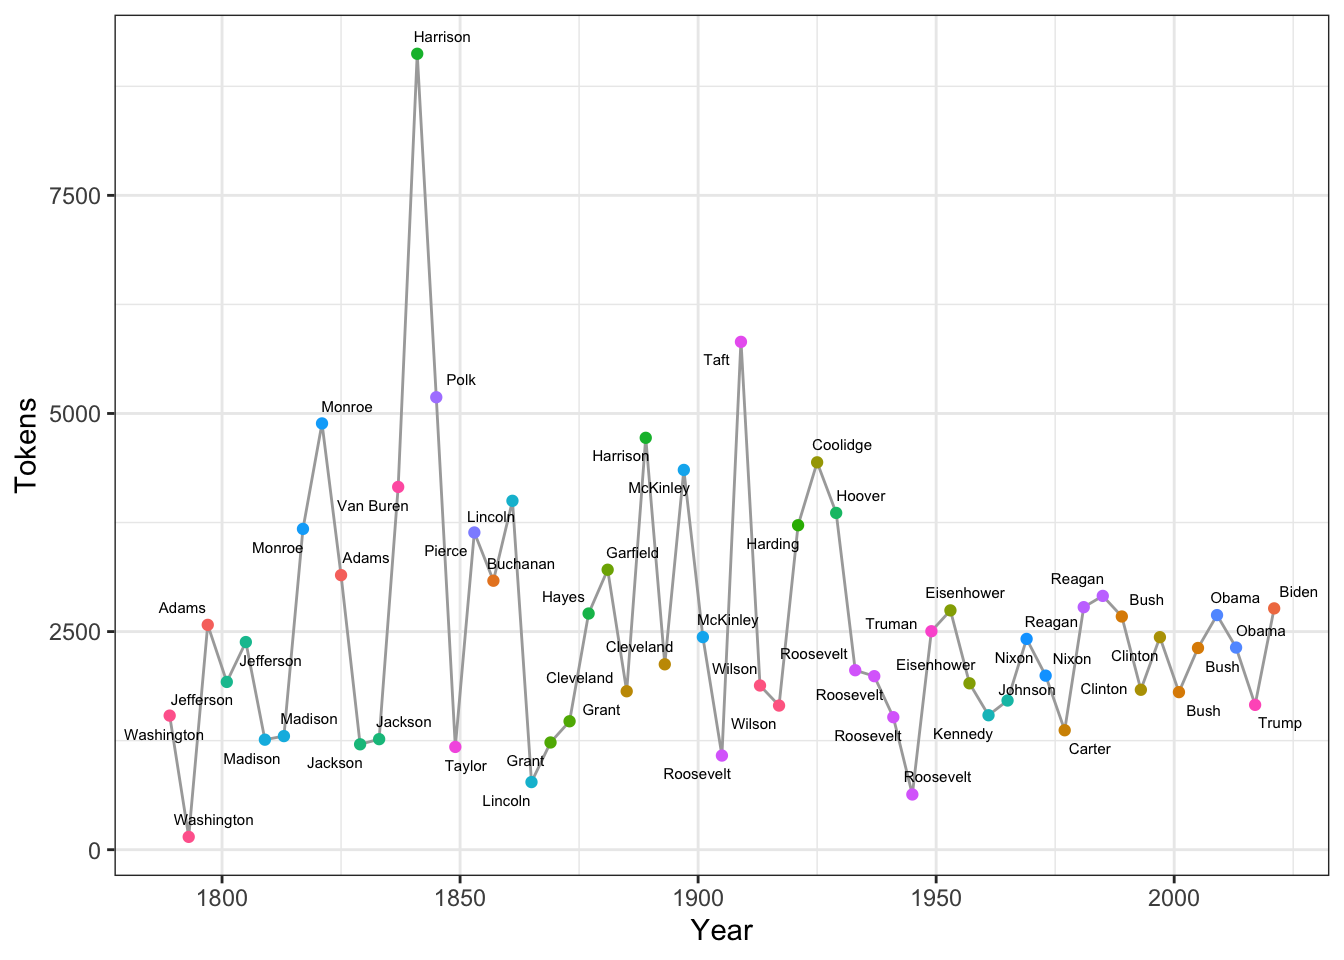 Harrison
7500
Polk
Monroe
5000
Taft
Coolidge
Harrison
McKinley
Hoover
Van Buren
Lincoln
Monroe
Pierce
Harding
Adams
Buchanan
Garfield
Reagan
Hayes
Eisenhower
Bush
Obama
Biden
Adams
2500
McKinley
Truman
Reagan
Obama
Cleveland
Roosevelt
Jefferson
Wilson
Eisenhower
Nixon
Nixon
Clinton
Bush
Cleveland
Jefferson
Roosevelt
Johnson
Clinton
Grant
Madison
Jackson
Wilson
Bush
Trump
Washington
Roosevelt
Kennedy
Madison
Jackson
Taylor
Grant
Roosevelt
Carter
Lincoln
Roosevelt
Washington
0
1800 1850 1900 1950 2000
Year
Tokens